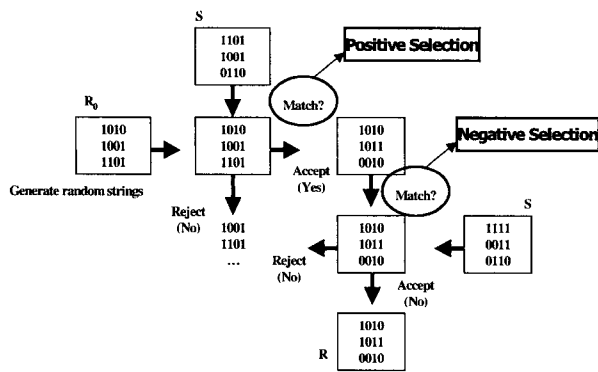 S
1101
1001
0110
Positive Selection
Match?
R0
1010
1001
1101
Generate random strings
1010
1001
1101
Accept
(Yes)
1010
1011
0010
Negative Selection
Match?
Reject
(No)
1001
1101
...
Reject
(No)
1010
1011
0010
S
1111
0011
0110
Accept
(No)
R
1010
1011
0010